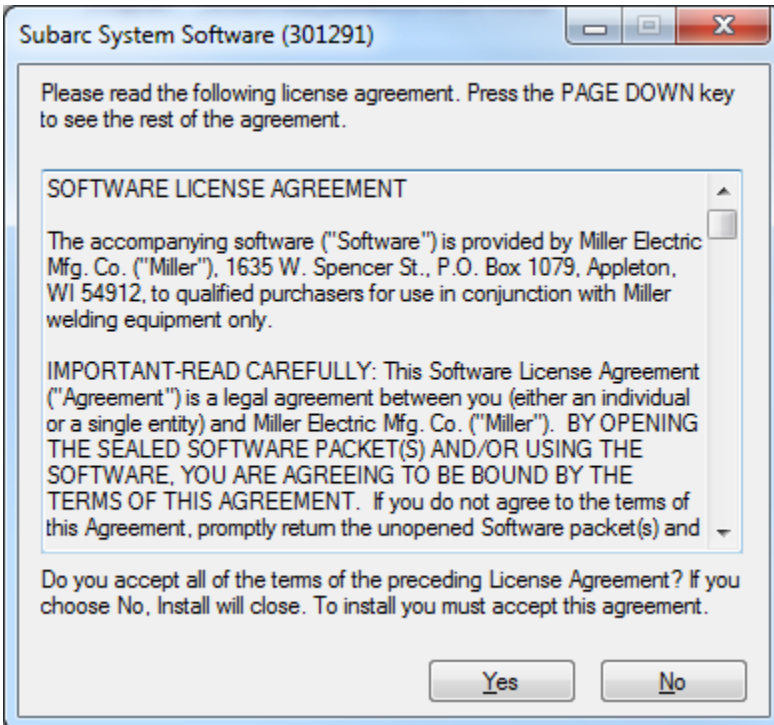 Subarc System Software (301291)
Please read the following license agreement. Press the PAGE DOWN key
to see the rest of the agreement.
SOFTWARE LICENSE AGREEMENT
The accompanying software ("Software") is provided by Miller Electric
Mfg. Co. ("Miller"), 1635 W. Spencer St., P.O. Box 1079, Appleton,
WI 54912, to qualified purchasers for use in conjunction with Miller
welding equipment only.
IMPORTANT-READ CAREFULLY: This Software License Agreement
("Agreement") is a legal agreement between you (either an individual
or a single entity) and Miller Electric Mfg. Co. ("Miller").  BY OPENING
THE SEALED SOFTWARE PACKET(S) AND/OR USING THE
SOFTWARE, YOU ARE AGREEING TO BE BOUND BY THE
TERMS OF THIS AGREEMENT.  If you do not agree to the terms of
this Agreement, promptly return the unopened Software packet(s) and
Do you accept all of the terms of the preceding License Agreement? If you
choose No, Install will close. To install you must accept this agreement.
Yes No